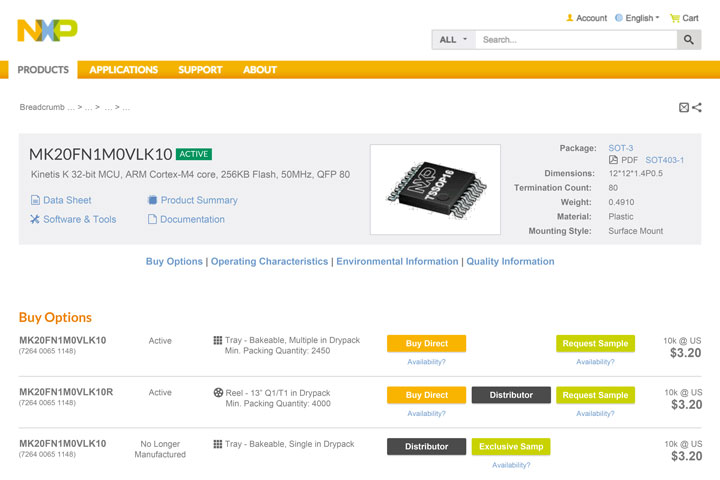 NXP
Account English Cart
ALL Search...
PRODUCTS APPLICATIONS SUPPORT ABOUT
Breadcrumb ... > ... > ... > ...
MK20FN1M0VLK10 ACTIVE
Kinetis K 32-bit MCU, ARM Cortex-M4 core, 256KB Flash, 50MHz, QFP 80
Data Sheet Product Summary
Software & Tools Documentation
NXP
TSSOP16
Package: SOT-3
PDF SOT403-1
Dimensions: 12*12*1.4P0.5
Termination Count: 80
Weight: 0.4910
Material: Plastic
Mounting Style: Surface Mount
Buy Options | Operating Characteristics | Environmental Information | Quality Information
Buy Options
MK20FN1M0VLK10 Active Tray - Bakeable, Multiple in Drypack Buy Direct Request Sample 10k @ US
(7264 0065 1148) Min. Packing Quantity: 2450 $3.20
Availability? Availability?
MK20FN1M0VLK10R Active Reel - 13” Q1/T1 in Drypack Buy Direct Distributor Request Sample 10k @ US
(7264 0065 1148) Min. Packing Quantity: 4000 $3.20
Availability? Availability?
MK20FN1M0VLK10 No Longer Tray - Bakeable, Single in Drypack Distributor Exclusive Samp 10k @ US
(7264 0065 1148) Manufactured $3.20
Availability?